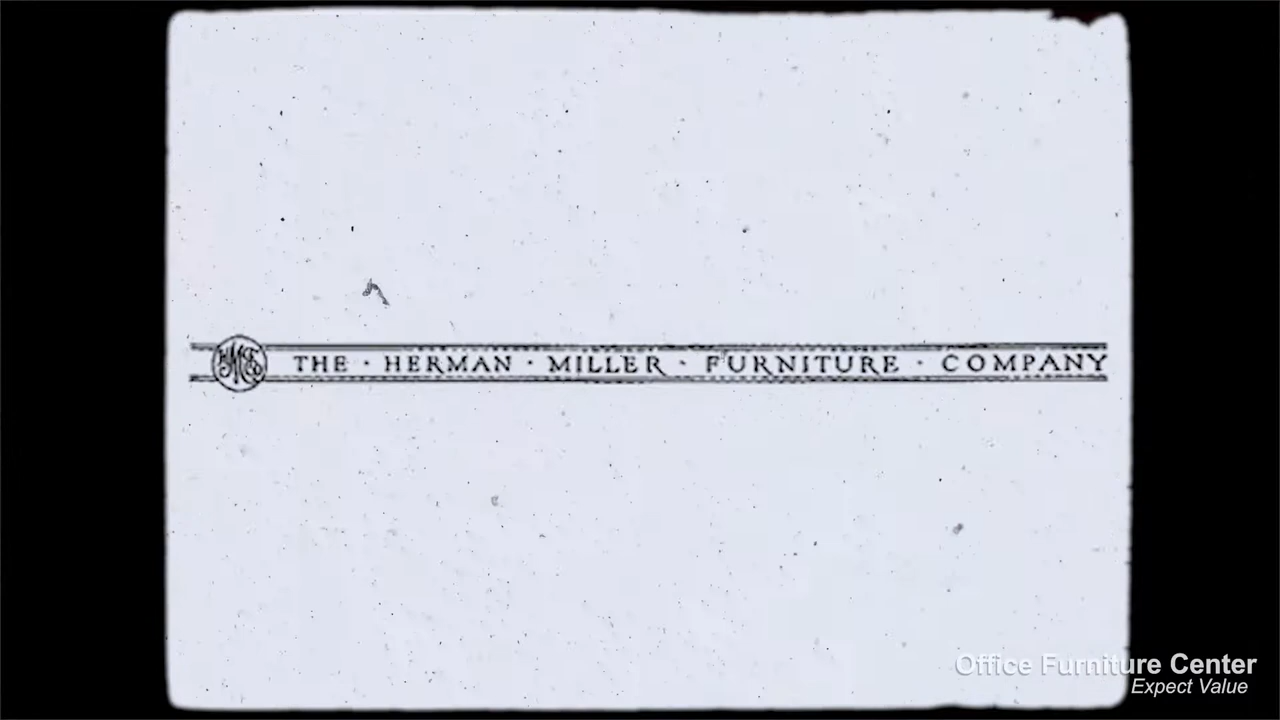 THE · HERMAN · MILLER · FURNITURE · COMPANY
Office Furniture Center
Expect Value